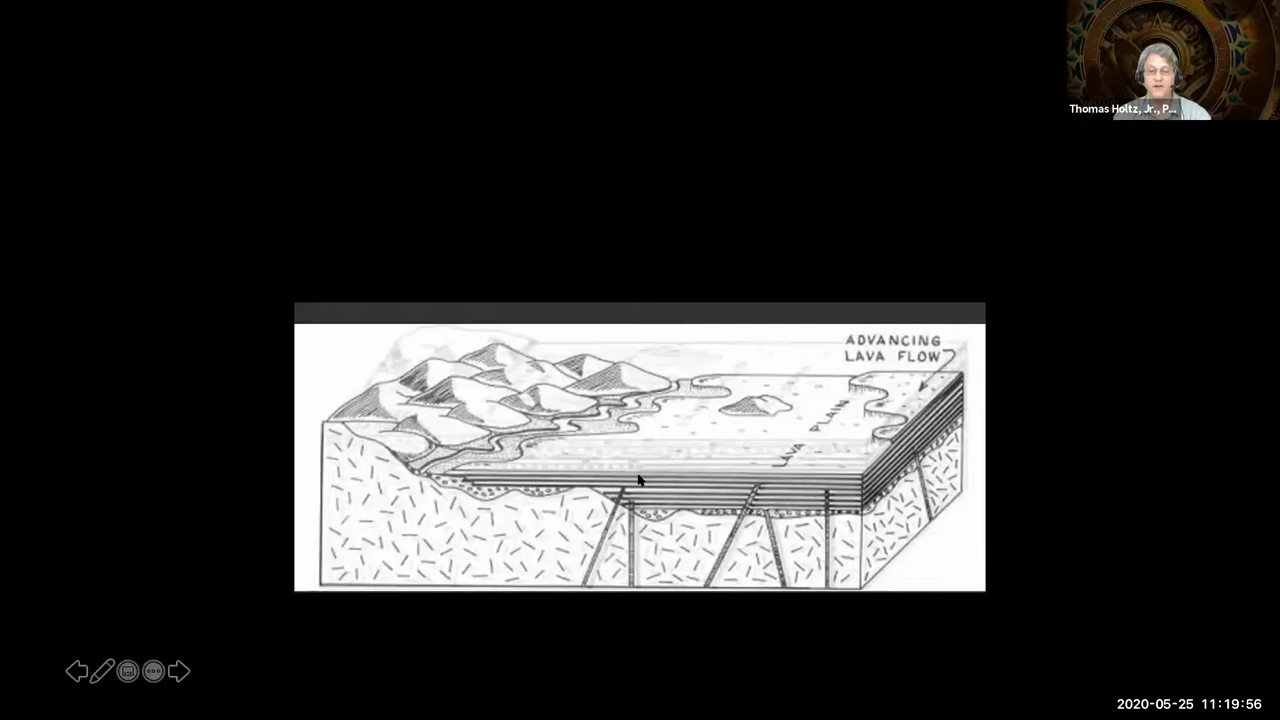 Thomas Holtz, Jr., P...
ADVANCING
LAVA FLOW
LAVA PLAIN
2020-05-25 11:19:56